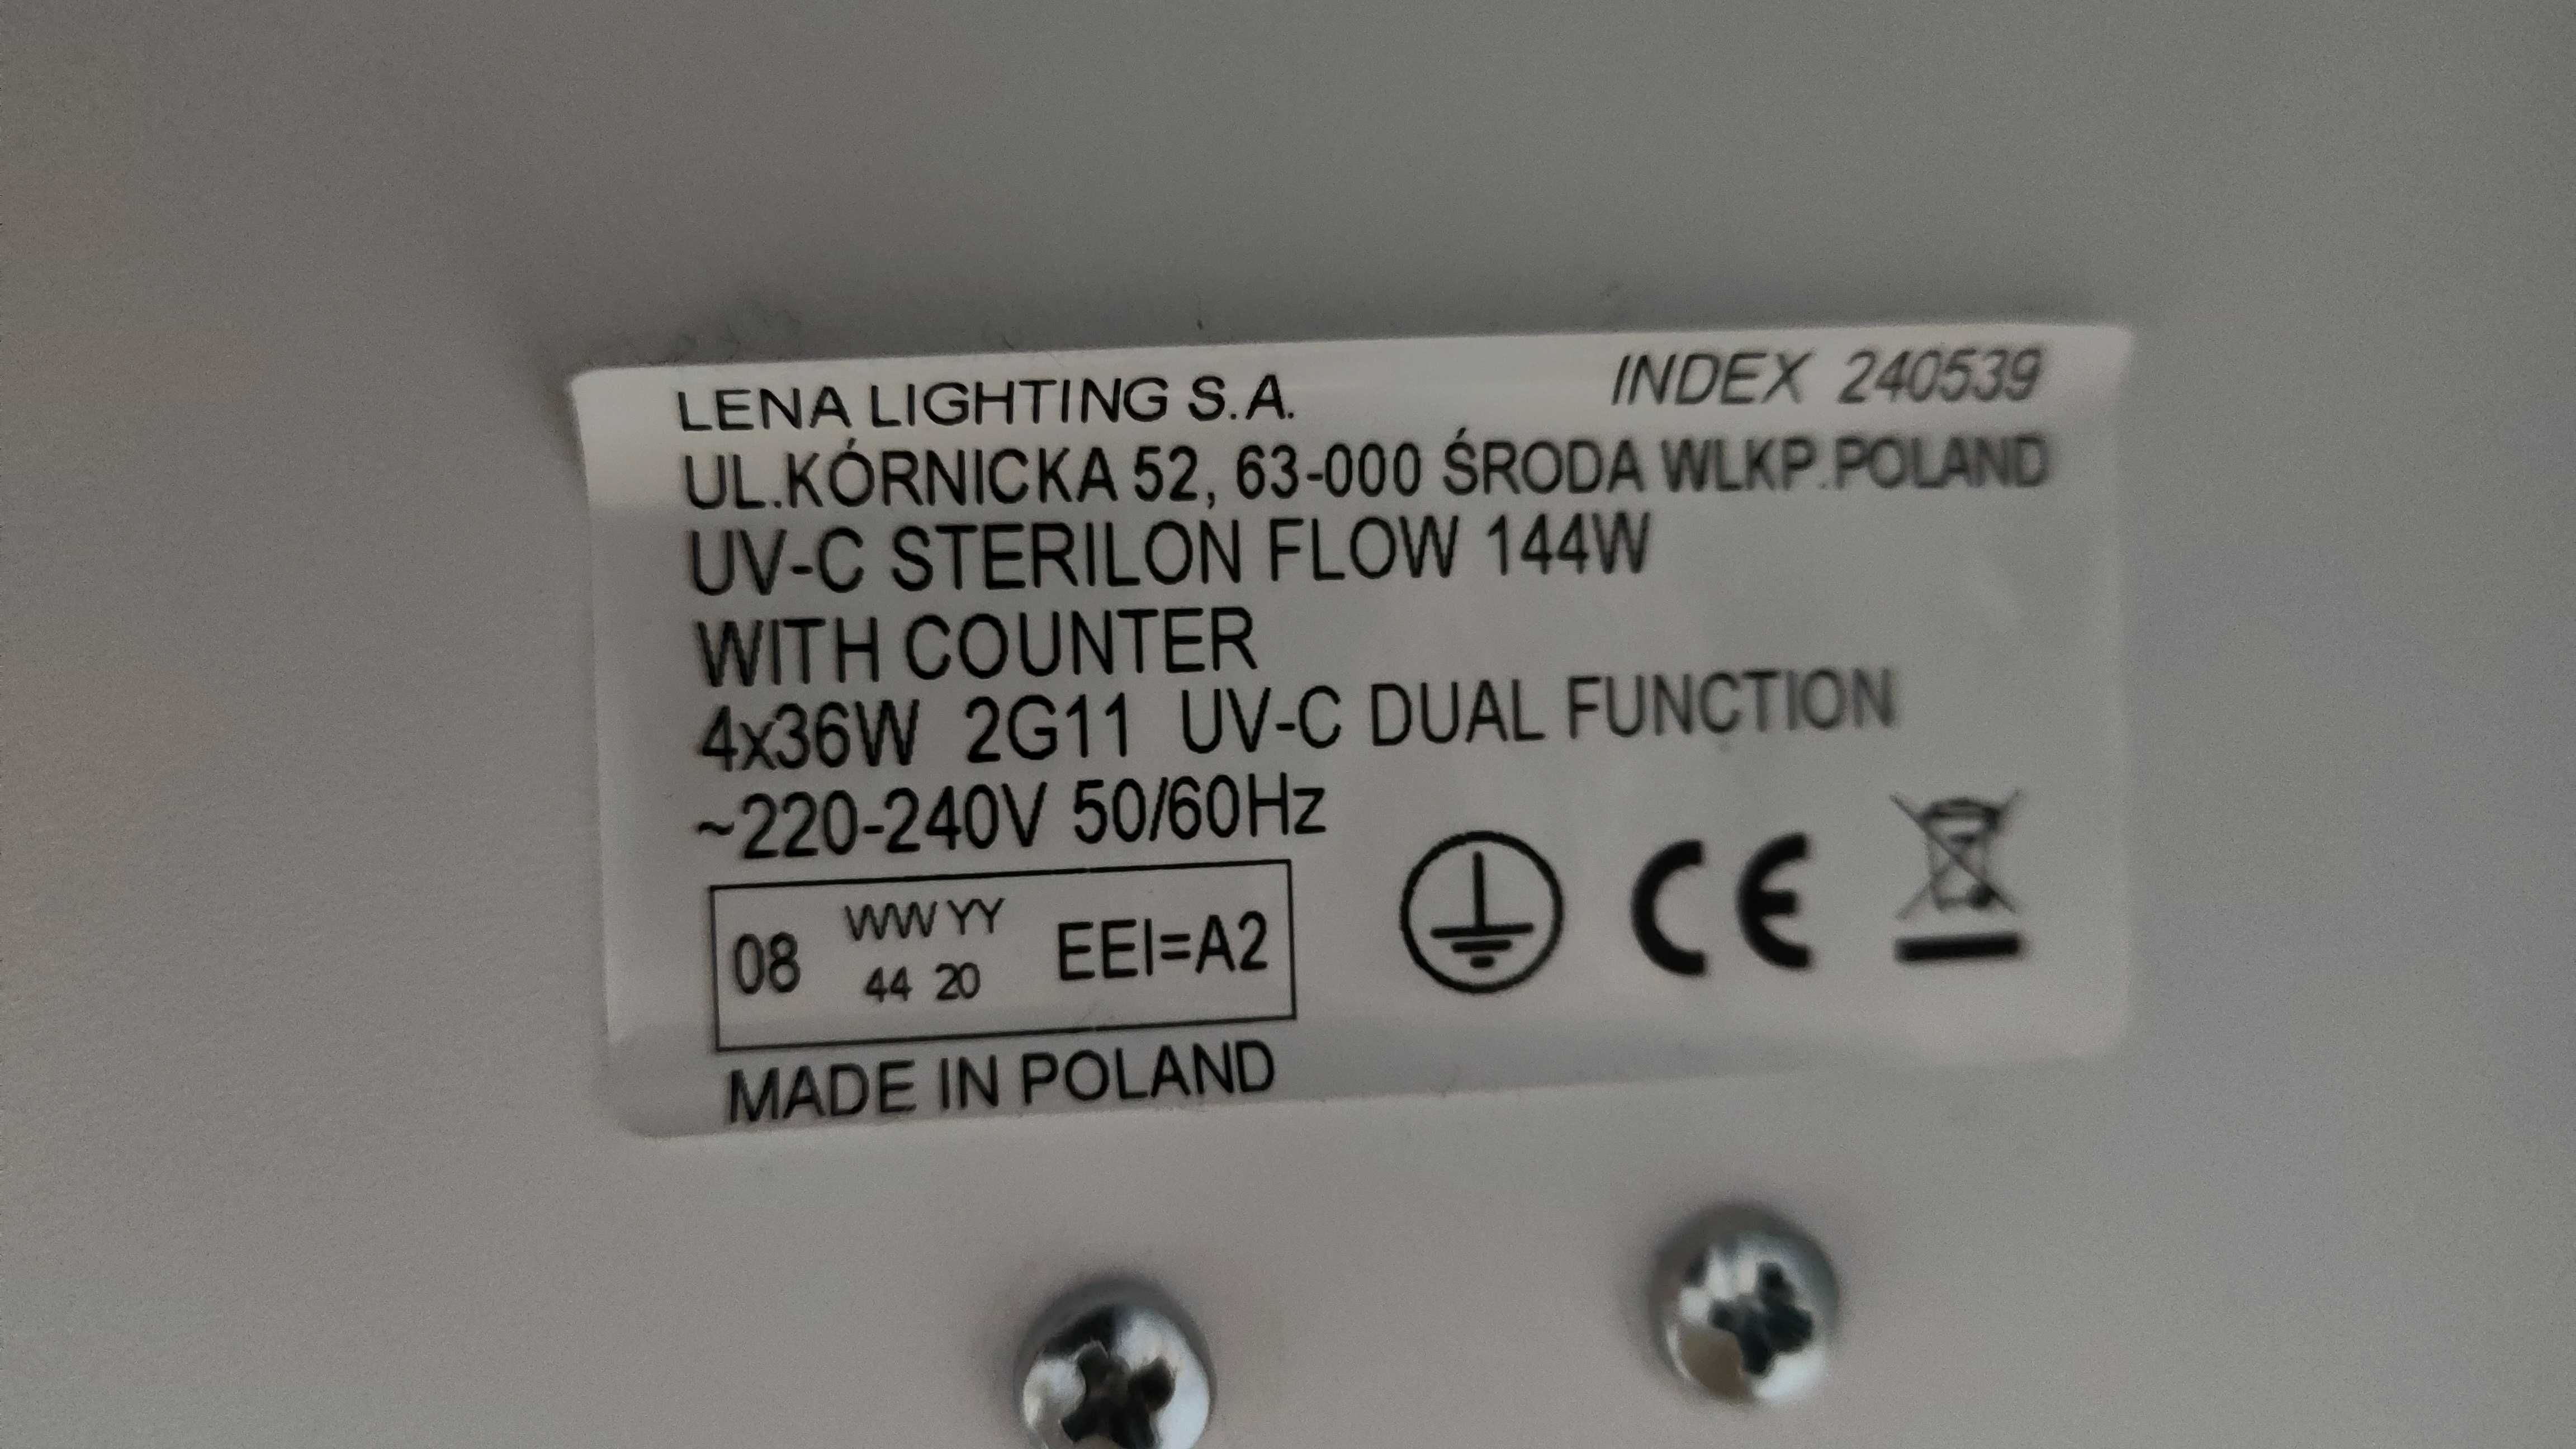 LENA LIGHTING S.A. INDEX 240539
UL.KÓRNICKA 52, 63-000 ŚRODA WLKP.POLAND
UV-C STERILON FLOW 144W
WITH COUNTER
4x36W 2G11 UV-C DUAL FUNCTION
~220-240V 50/60Hz
WW YY
08 44 20 EEI=A2
CE
MADE IN POLAND